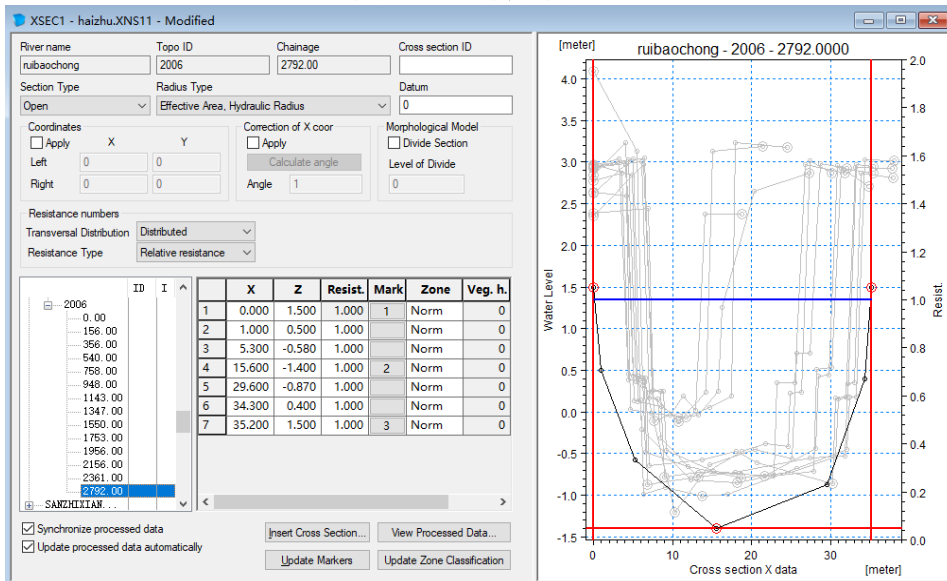 XSEC1 - haizhu.XNS11 - Modified
River name Topo ID Chainage Cross section ID
ruibaochong 2006 2792.00
Section Type Radius Type Datum
Open Effective Area, Hydraulic Radius 0
Coordinates Correction of X coor Morphological Model
Apply X Y Apply Divide Section
Left 0 0 Calculate angle Level of Divide
Right 0 0 Angle 1 0
Resistance numbers
Transversal Distribution Distributed
Resistance Type Relative resistance
ID I
2006
0.00
156.00
356.00
540.00
758.00
948.00
1143.00
1347.00
1550.00
1753.00
1956.00
2156.00
2361.00
2792.00
SANZHIXIAN...
X Z Resist. Mark Zone Veg. h.
1 0.000 1.500 1.000 1 Norm 0
2 1.000 0.500 1.000 Norm 0
3 5.300 -0.580 1.000 Norm 0
4 15.600 -1.400 1.000 2 Norm 0
5 29.600 -0.870 1.000 Norm 0
6 34.300 0.400 1.000 Norm 0
7 35.200 1.500 1.000 3 Norm 0
Synchronize processed data
Update processed data automatically
Insert Cross Section... View Processed Data...
Update Markers Update Zone Classification
[meter]
ruibaochong - 2006 - 2792.0000
4.0
3.5
3.0
2.5
2.0
1.5
1.0
0.5
0.0
-0.5
-1.0
-1.5
Water Level
2.0
1.8
1.6
1.4
1.2
1.0
0.8
0.6
0.4
0.2
0.0
Resist.
0 10 20 30
Cross section X data [meter]